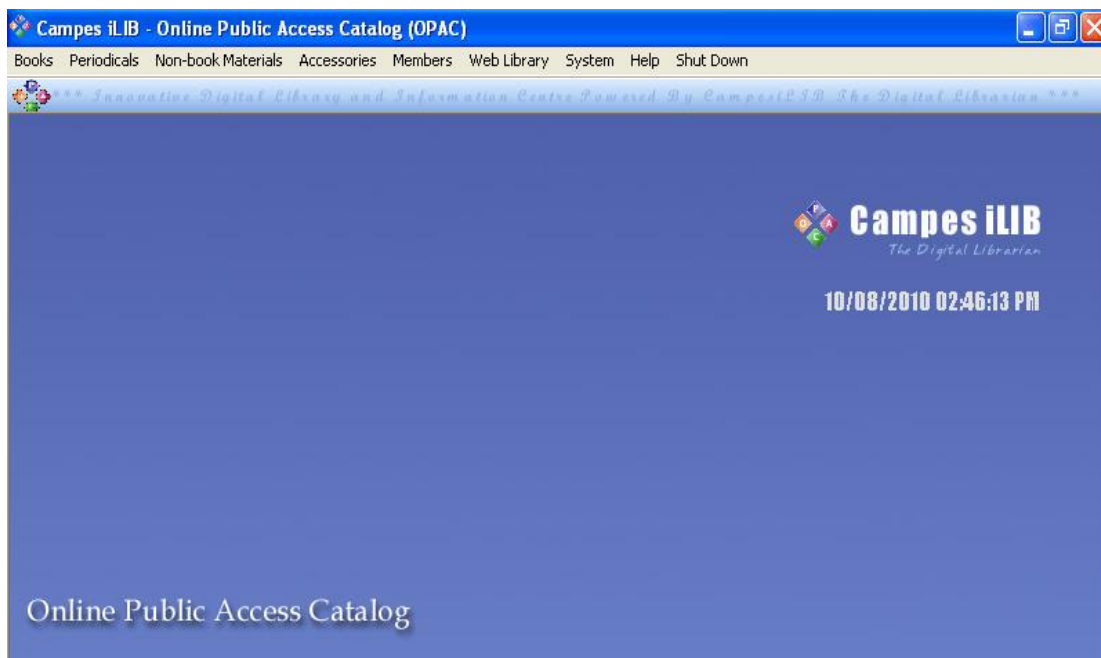 Campes iLIB - Online Public Access Catalog (OPAC)
Books Periodicals Non-book Materials Accessories Members Web Library System Help Shut Down
*** Innovative Digital Library and Information Centre Powered By CampesiLIB The Digital Librarian ***
P
O A
C
Campes iLIB
The Digital Librarian
10/08/2010 02:46:13 PM
Online Public Access Catalog